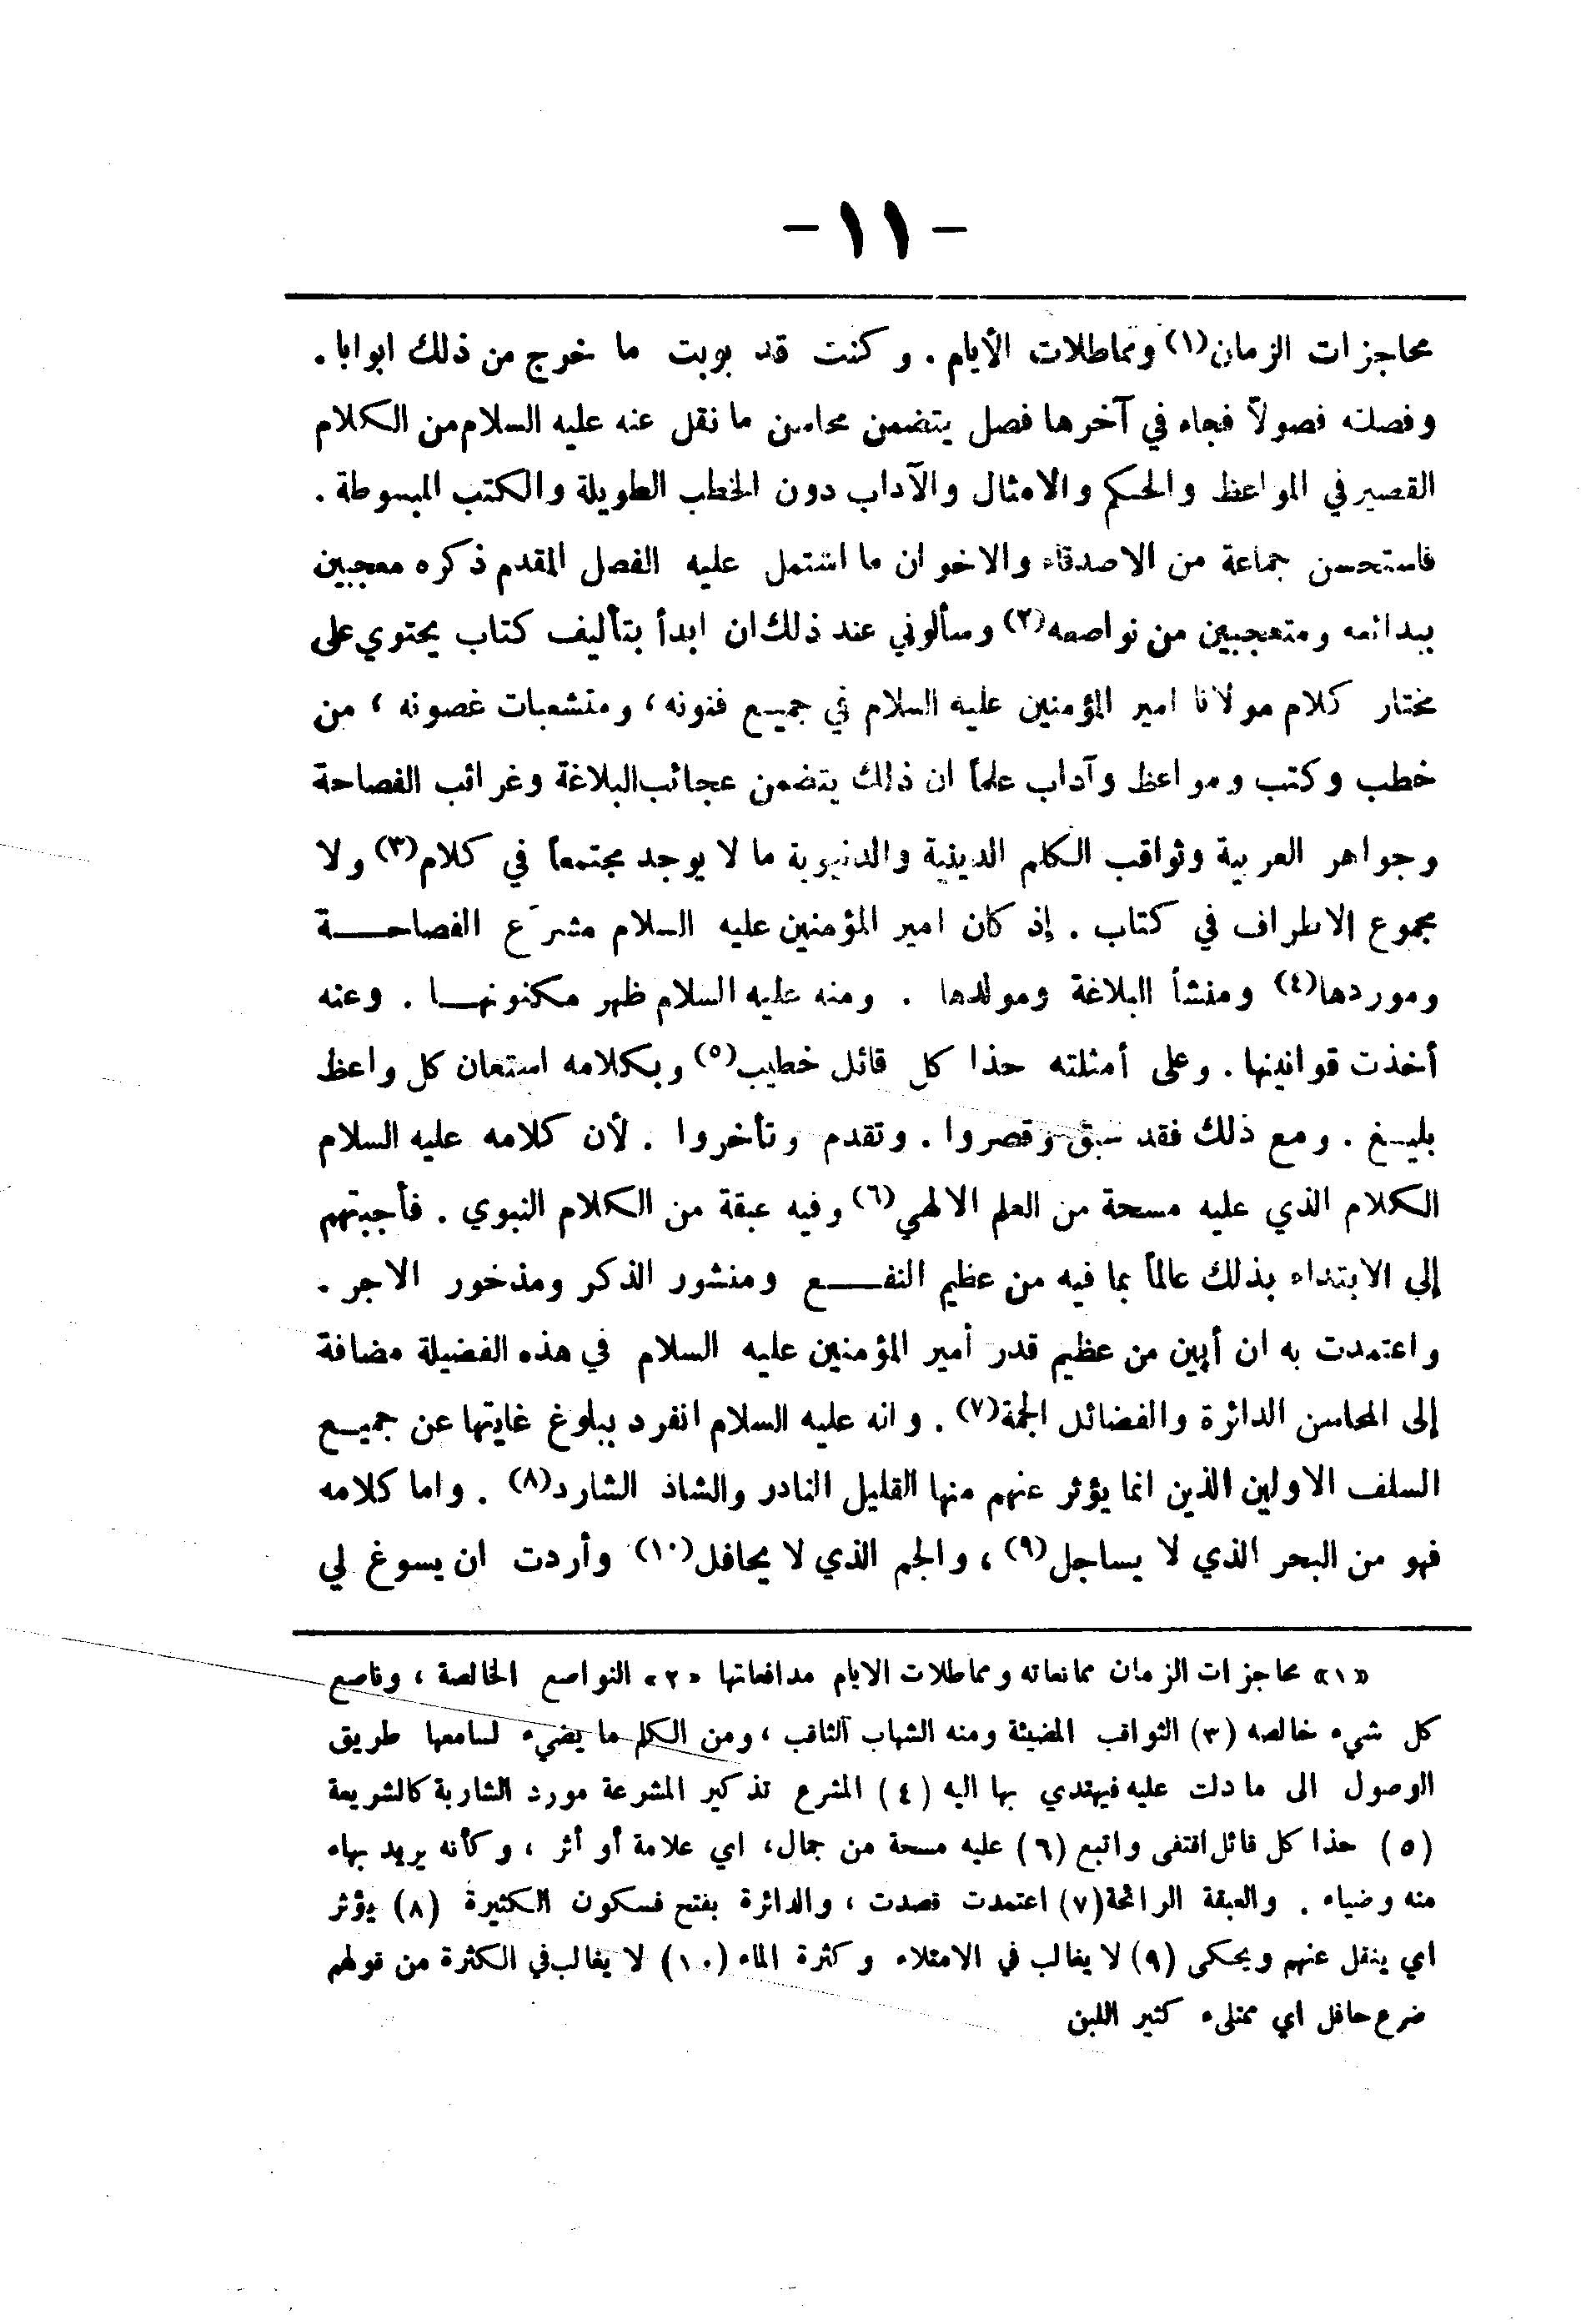 - ١١ -
محاجزات الزمان(١) ومماطلات الأيام . وكنت قد بوبت ما خرج من ذلك ابوابا .
وفصلته فصولاً فجاء في آخرها فصل يتضمن محاسن ما نقل عنه عليه السلام من الكلام
القصير في المواعظ والحكم والامثال والآداب دون الخطب الطويلة والكتب المبسوطة .
فاستحسن جماعة من الاصدقاء والاخوان ما اشتمل عليه الفصل المقدم ذكره معجبين
ببدائعه ومتعجبين من نواصعه(٢) وسألوني عند ذلك ان ابدأ بتأليف كتاب يحتوي على
مختار كلام مولانا امير المؤمنين عليه السلام في جميع فنونه ، ومتشعبات غصونه ، من
خطب وكتب ومواعظ وآداب علماً ان ذلك يتضمن عجائب البلاغة وغرائب الفصاحة
وجواهر العربية وثواقب الكلم الدينية والدنيوية ما لا يوجد مجتمعاً في كلام(٣) ولا
مجموع الاطراف في كتاب . إذ كان امير المؤمنين عليه السلام مشرَع الفصاحــة
وموردها(٤) ومنشأ البلاغة ومولدها . ومنه عليه السلام ظهر مكنونهــا . وعنه
أخذت قوانينها . وعلى أمثلته حذا كل قائل خطيب(٥) وبكلامه استعان كل واعظ
بليــغ . ومع ذلك فقد سبق وقصروا . وتقدم وتأخروا . لأن كلامه عليه السلام
الكلام الذي عليه مسحة من العلم الالهي(٦) وفيه عبقة من الكلام النبوي . فأجبتهم
إلى الابتداء بذلك عالماً بما فيه من عظيم النفــع ومنشور الذكر ومذخور الاجر .
واعتمدت به ان أبين من عظيم قدر أمير المؤمنين عليه السلام في هذه الفضيلة مضافة
إلى المحاسن الدائرة والفضائل الجمة(٧) . وانه عليه السلام انفرد ببلوغ غايتها عن جميــع
السلف الاولين الذين انما يؤثر عنهم منها القليل النادر والشاذ الشارد(٨) . واما كلامه
فهو من البحر الذي لا يساجل(٩) ، والجم الذي لا يحافل(١٠) وأردت ان يسوغ لي
«١» محاجزات الزمان ممانعاته ومماطلات الايام مدافعاتها «٢» النواصع الخالصة ، وناصع
كل شيء خالصه (٣) الثواقب المضيئة ومنه الشهاب الثاقب ، ومن الكلم ما يضيء لسامعها طريق
الوصول الى ما دلت عليه فيهتدي بها اليه (٤) المشرع تذكير المشرعة مورد الشاربة كالشريعة
(٥) حذا كل قائل اقتفى واتبع (٦) عليه مسحة من جمال، اي علامة أو أثر ، وكأنه يريد بهاء
منه وضياء . والعبقة الرائحة (٧) اعتمدت قصدت ، والدائرة بفتح فسكون الكثيرة (٨) يؤثر
اي ينقل عنهم ويحكى (٩) لا يغالب في الامتلاء وكثرة الماء (١٠) لا يغالب في الكثرة من قولهم
ضرع حافل اي ممتلىء كثير اللبن